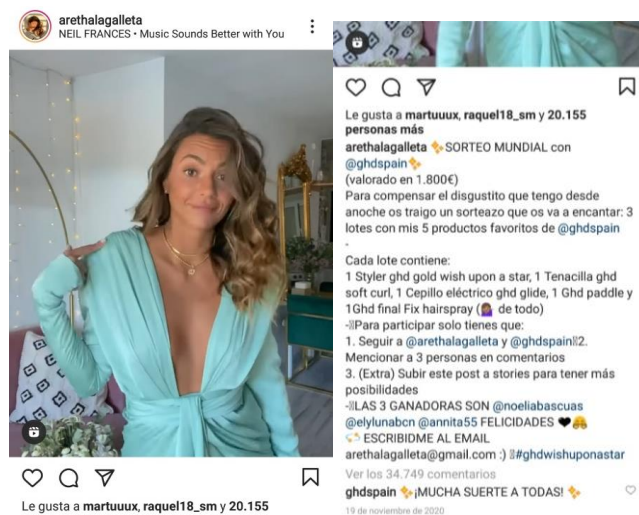 arethalagalleta
NEIL FRANCES • Music Sounds Better with You
Le gusta a martuuux, raquel18_sm y 20.155
Le gusta a martuuux, raquel18_sm y 20.155
personas más
arethalagalleta ✨SORTEO MUNDIAL con
@ghdspain✨
(valorado en 1.800€)
Para compensar el disgustito que tengo desde
anoche os traigo un sorteazo que os va a encantar: 3
lotes con mis 5 productos favoritos de @ghdspain
-
Cada lote contiene:
1 Styler ghd gold wish upon a star, 1 Tenacilla ghd
soft curl, 1 Cepillo eléctrico ghd glide, 1 Ghd paddle y
1Ghd final Fix hairspray (💁🏽‍♀️ de todo)
-Para participar solo tienes que:
1. Seguir a @arethalagalleta y @ghdspain2.
Mencionar a 3 personas en comentarios
3. (Extra) Subir este post a stories para tener más
posibilidades
-LAS 3 GANADORAS SON @noeliabascuas
@elylunabcn @annita55 FELICIDADES 🖤
ESCRIBIDME AL EMAIL
arethalagalleta@gmail.com :) #ghdwishuponastar
Ver los 34.749 comentarios
ghdspain ✨¡MUCHA SUERTE A TODAS! ✨
19 de noviembre de 2020